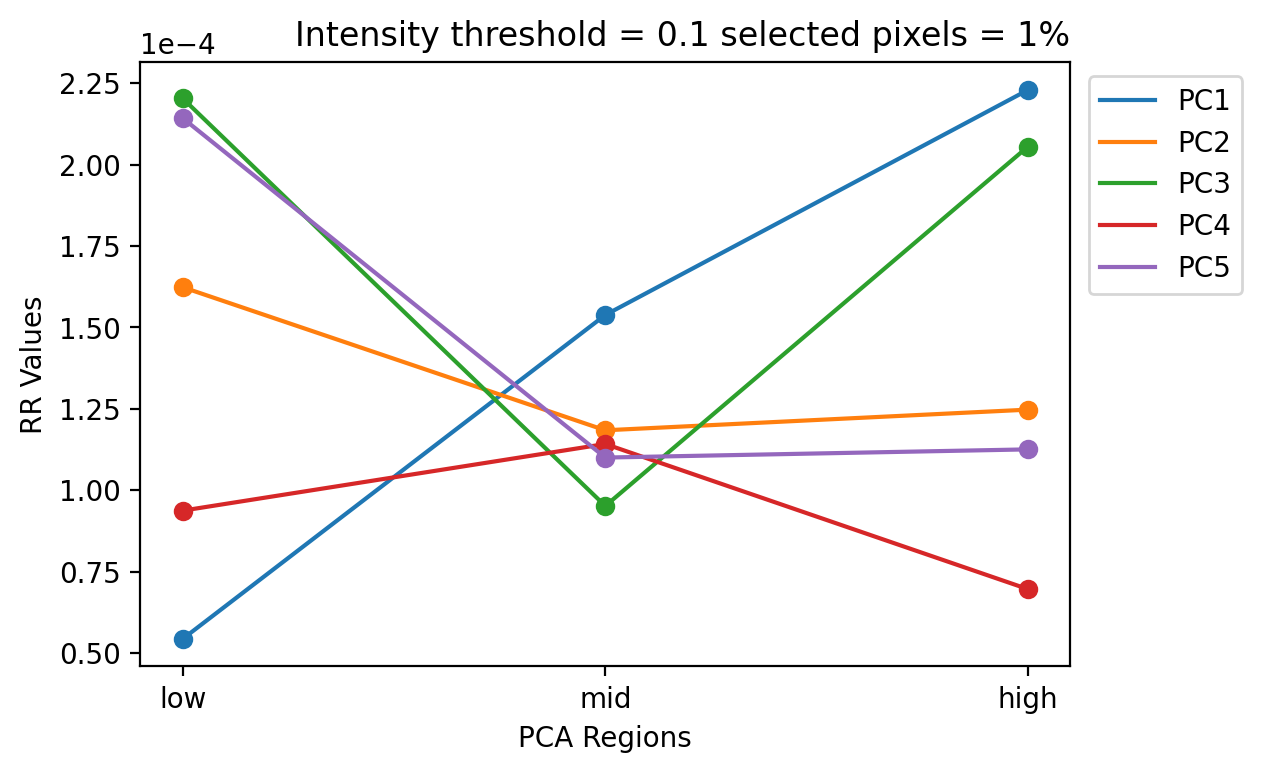 Intensity threshold = 0.1 selected pixels = 1%
1e−4
2.25
2.00
1.75
1.50
1.25
1.00
0.75
0.50
RR Values
low mid high
PCA Regions
PC1
PC2
PC3
PC4
PC5